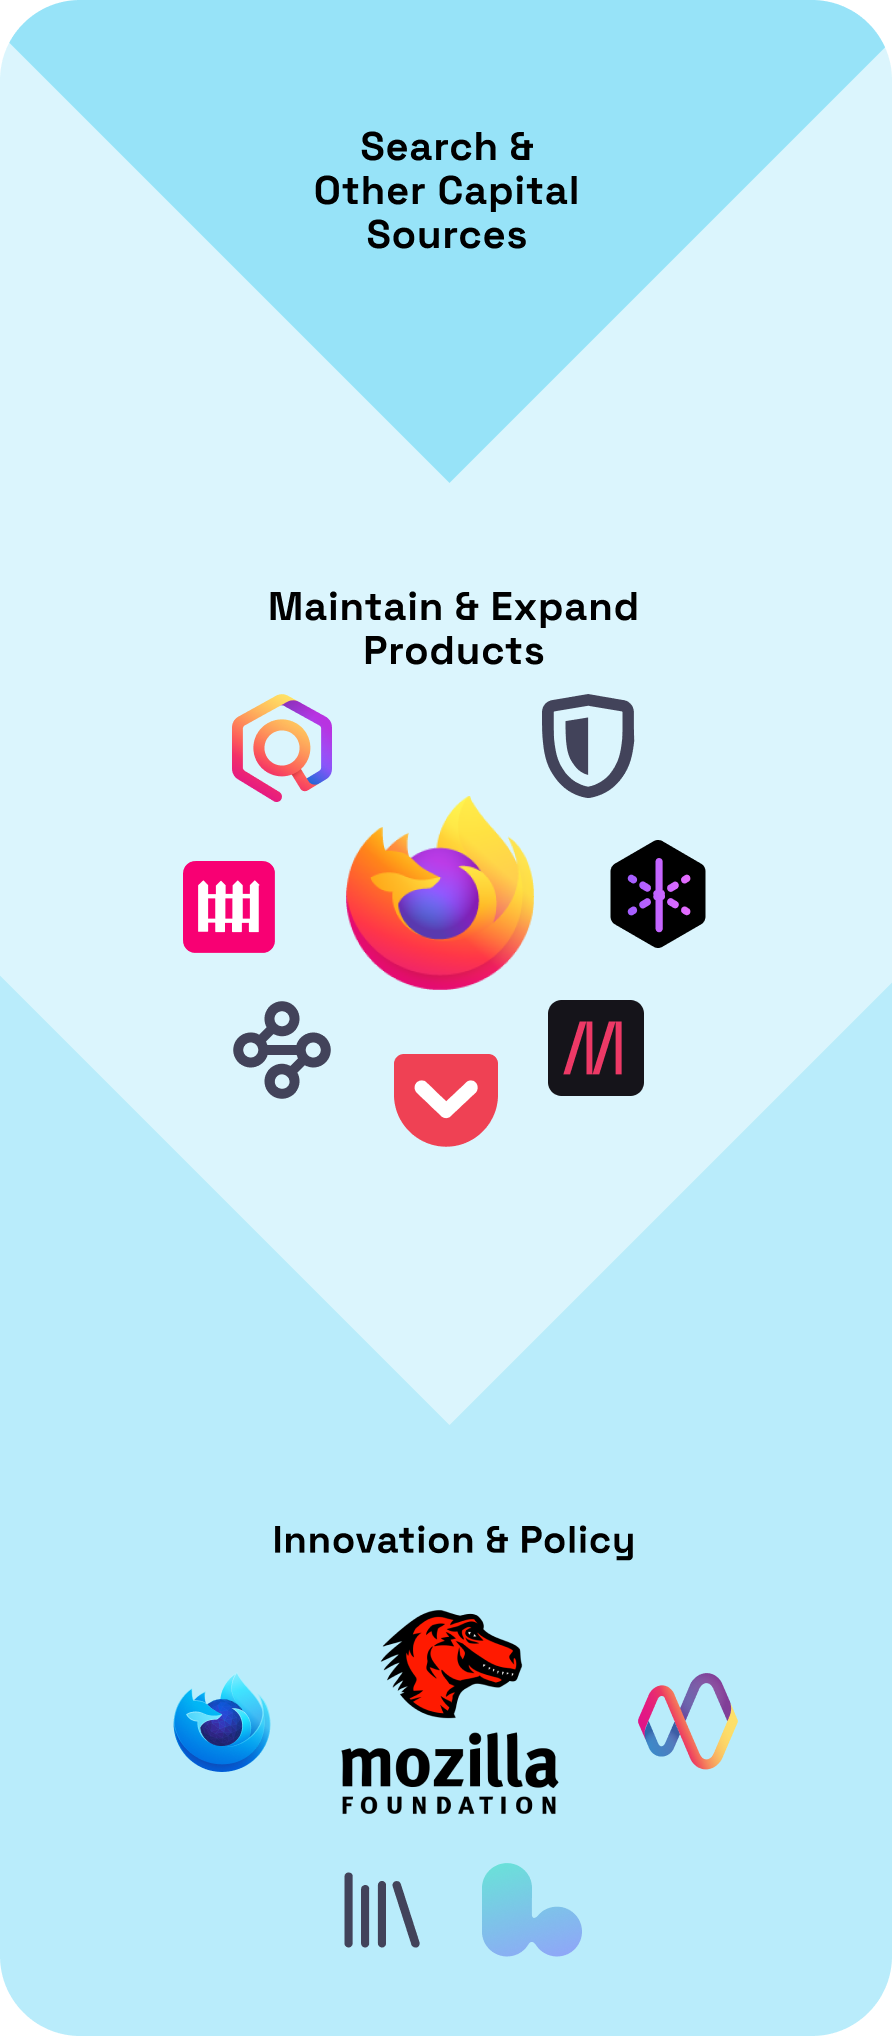 Search &
Other Capital
Sources
Maintain & Expand
Products
Innovation & Policy
mozilla
FOUNDATION